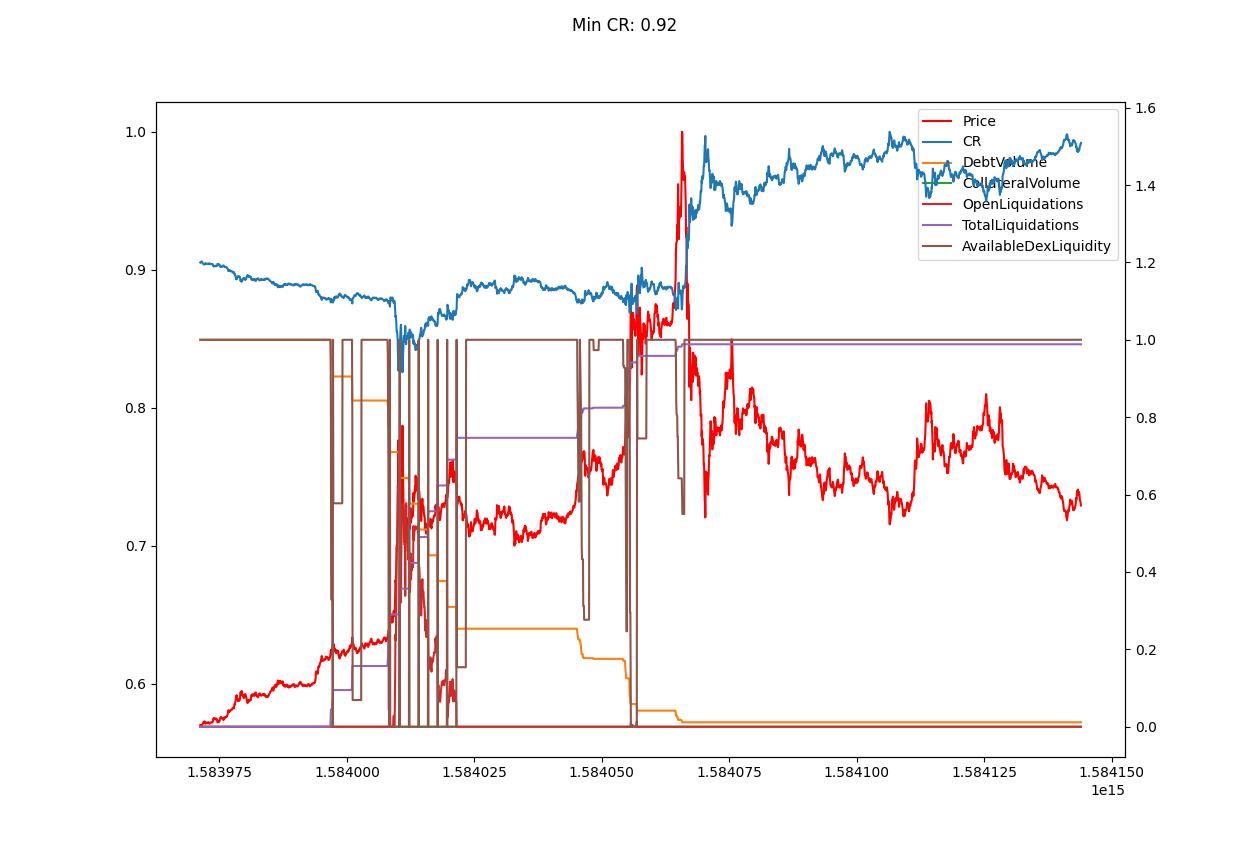 Min CR: 0.92
1.0
0.9
0.8
0.7
0.6
1.6
1.4
1.2
1.0
0.8
0.6
0.4
0.2
0.0
Price
CR
DebtVolume
CollateralVolume
OpenLiquidations
TotalLiquidations
AvailableDexLiquidity
1.583975 1.584000 1.584025 1.584050 1.584075 1.584100 1.584125 1.584150
1e15